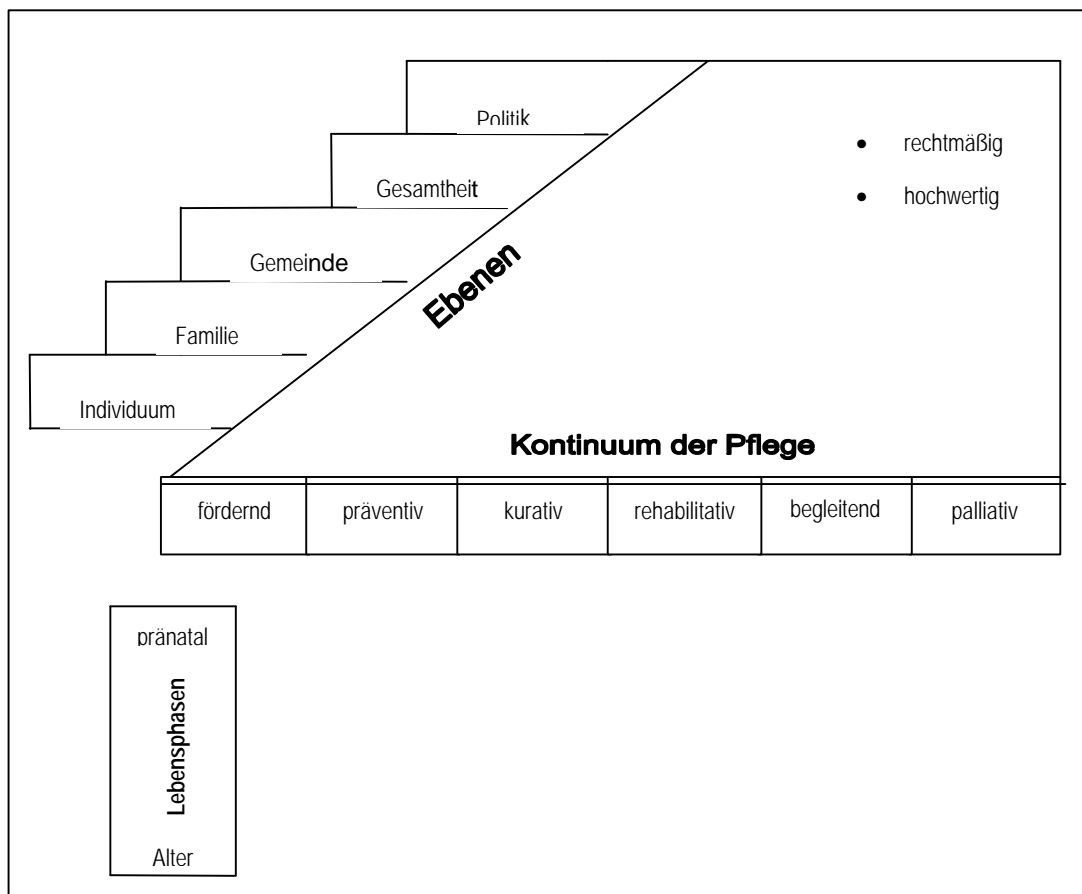 Politik
rechtmäßig
Gesamtheit
hochwertig
Gemeinde
Ebenen
Familie
Individuum
Kontinuum der Pflege
fördernd präventiv kurativ rehabilitativ begleitend palliativ
pränatal
Lebensphasen
Alter